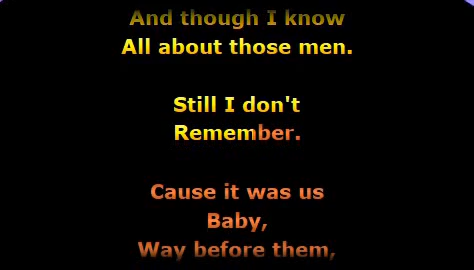 And though I know
All about those men.
Still I don't
Remember.
Cause it was us
Baby,
Way before them,